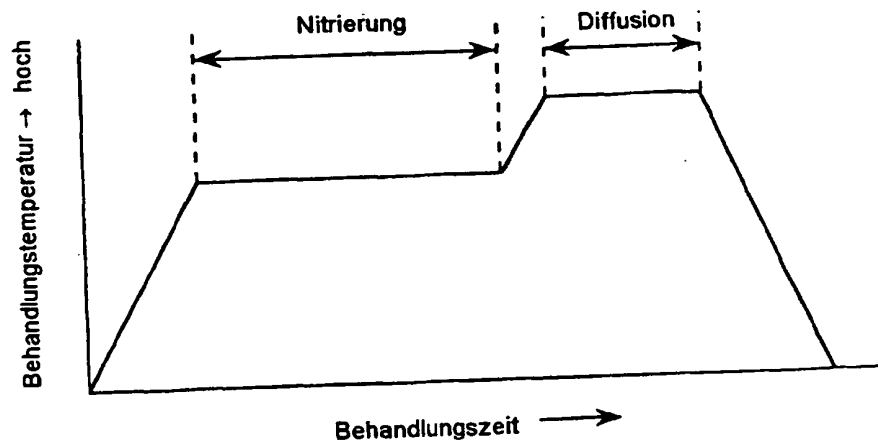 Nitrierung
Diffusion
Behandlungstemperatur → hoch
Behandlungszeit →